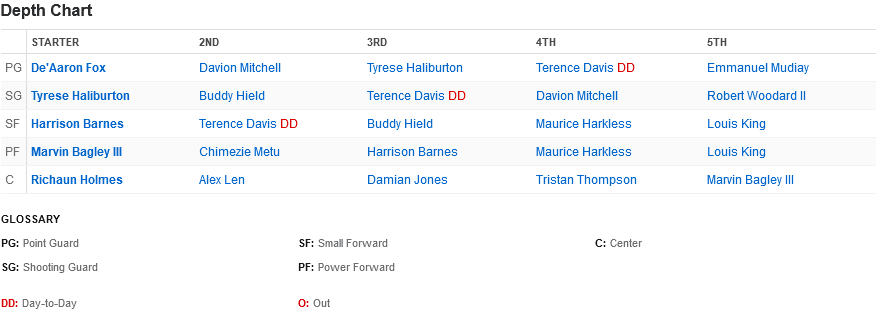 Depth Chart
STARTER 2ND 3RD 4TH 5TH
PG De'Aaron Fox Davion Mitchell Tyrese Haliburton Terence Davis DD Emmanuel Mudiay
SG Tyrese Haliburton Buddy Hield Terence Davis DD Davion Mitchell Robert Woodard II
SF Harrison Barnes Terence Davis DD Buddy Hield Maurice Harkless Louis King
PF Marvin Bagley III Chimezie Metu Harrison Barnes Maurice Harkless Louis King
C Richaun Holmes Alex Len Damian Jones Tristan Thompson Marvin Bagley III
GLOSSARY
PG: Point Guard SF: Small Forward C: Center
SG: Shooting Guard PF: Power Forward
DD: Day-to-Day O: Out